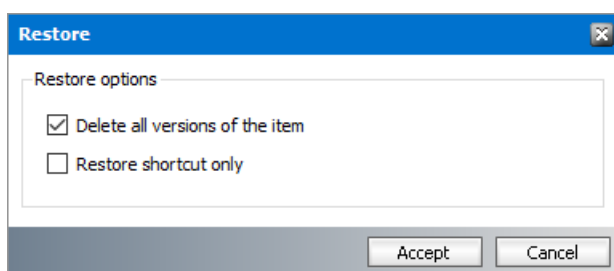 Restore
Restore options
Delete all versions of the item
Restore shortcut only
Accept Cancel